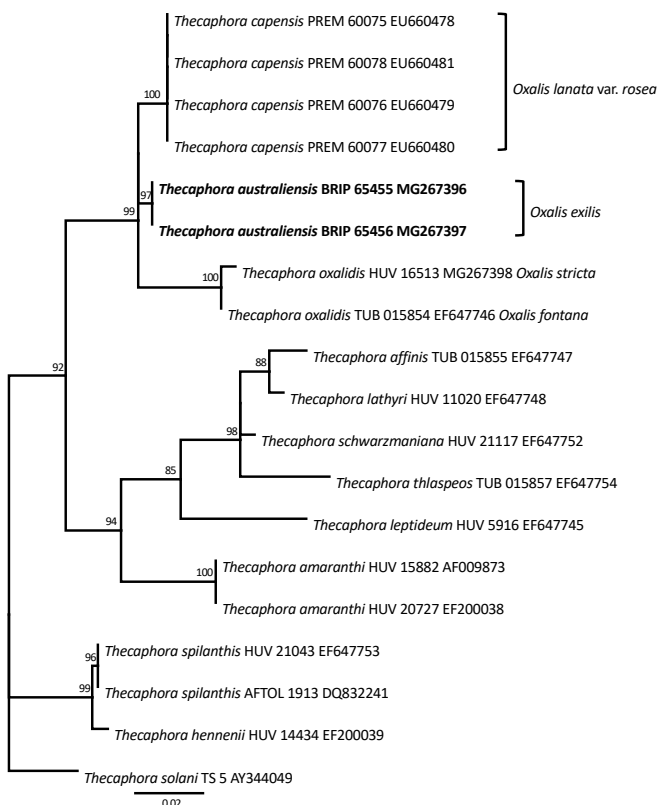 Thecaphora capensis PREM 60075 EU660478
Thecaphora capensis PREM 60078 EU660481
100
Oxalis lanata var. rosea
Thecaphora capensis PREM 60076 EU660479
Thecaphora capensis PREM 60077 EU660480
97
Thecaphora australiensis BRIP 65455 MG267396
99
Oxalis exilis
Thecaphora australiensis BRIP 65456 MG267397
Thecaphora oxalidis HUV 16513 MG267398 Oxalis stricta
100
Thecaphora oxalidis TUB 015854 EF647746 Oxalis fontana
92
Thecaphora affinis TUB 015855 EF647747
88
Thecaphora lathyri HUV 11020 EF647748
98
Thecaphora schwarzmaniana HUV 21117 EF647752
85
Thecaphora thlaspeos TUB 015857 EF647754
94
Thecaphora leptideum HUV 5916 EF647745
Thecaphora amaranthi HUV 15882 AF009873
100
Thecaphora amaranthi HUV 20727 EF200038
Thecaphora spilanthis HUV 21043 EF647753
96
99
Thecaphora spilanthis AFTOL 1913 DQ832241
Thecaphora hennenii HUV 14434 EF200039
Thecaphora solani TS 5 AY344049
0.02